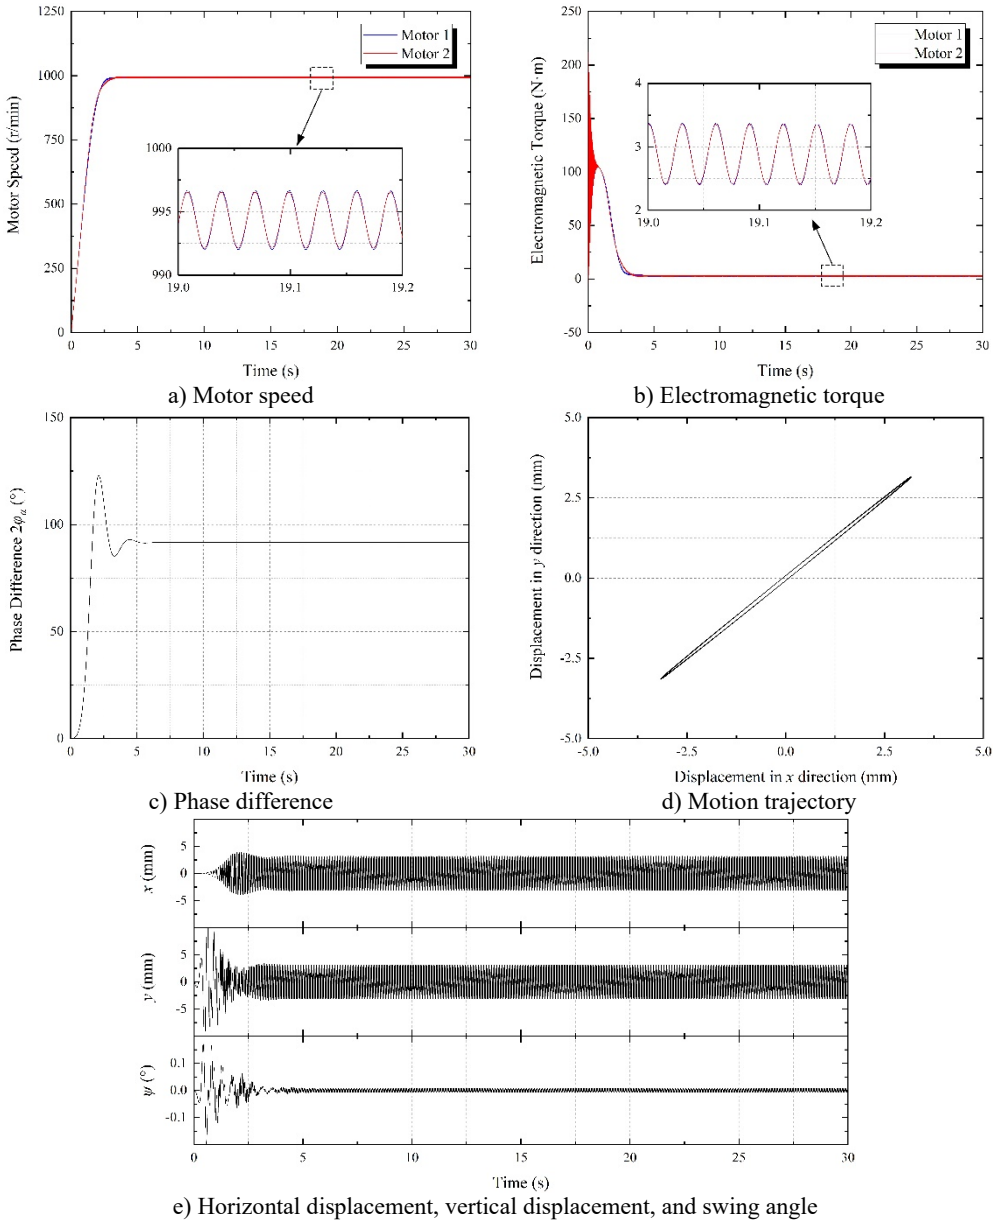 Motor Speed (r/min)
1250
1000
750
500
250
0
Motor 1
Motor 2
1000
995
990
19.0 19.1 19.2
0 5 10 15 20 25 30
Time (s)
a) Motor speed
Electromagnetic Torque (N·m)
250
200
150
100
50
0
-50
Motor 1
Motor 2
4
3
2
19.0 19.1 19.2
0 5 10 15 20 25 30
Time (s)
b) Electromagnetic torque
Phase Difference 2φα (°)
150
100
50
0
0 5 10 15 20 25 30
Time (s)
c) Phase difference
Displacement in y direction (mm)
5.0
2.5
0.0
-2.5
-5.0
-5.0 -2.5 0.0 2.5 5.0
Displacement in x direction (mm)
d) Motion trajectory
x (mm)
5
0
-5
y (mm)
5
0
-5
ψ (°)
0.1
0.0
-0.1
0 5 10 15 20 25 30
Time (s)
e) Horizontal displacement, vertical displacement, and swing angle